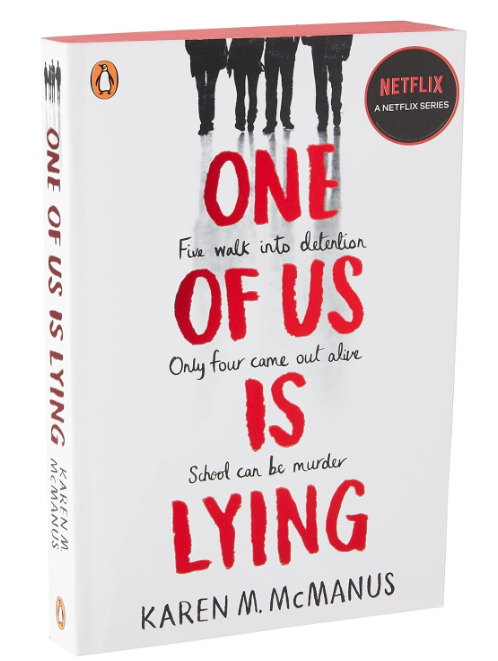 NETFLIX
A NETFLIX SERIES
ONE
Five walk into detention
OF US
Only four came out alive
IS
School can be murder
LYING
KAREN M. McMANUS
ONE OF US IS LYING
KAREN M.
McMANUS